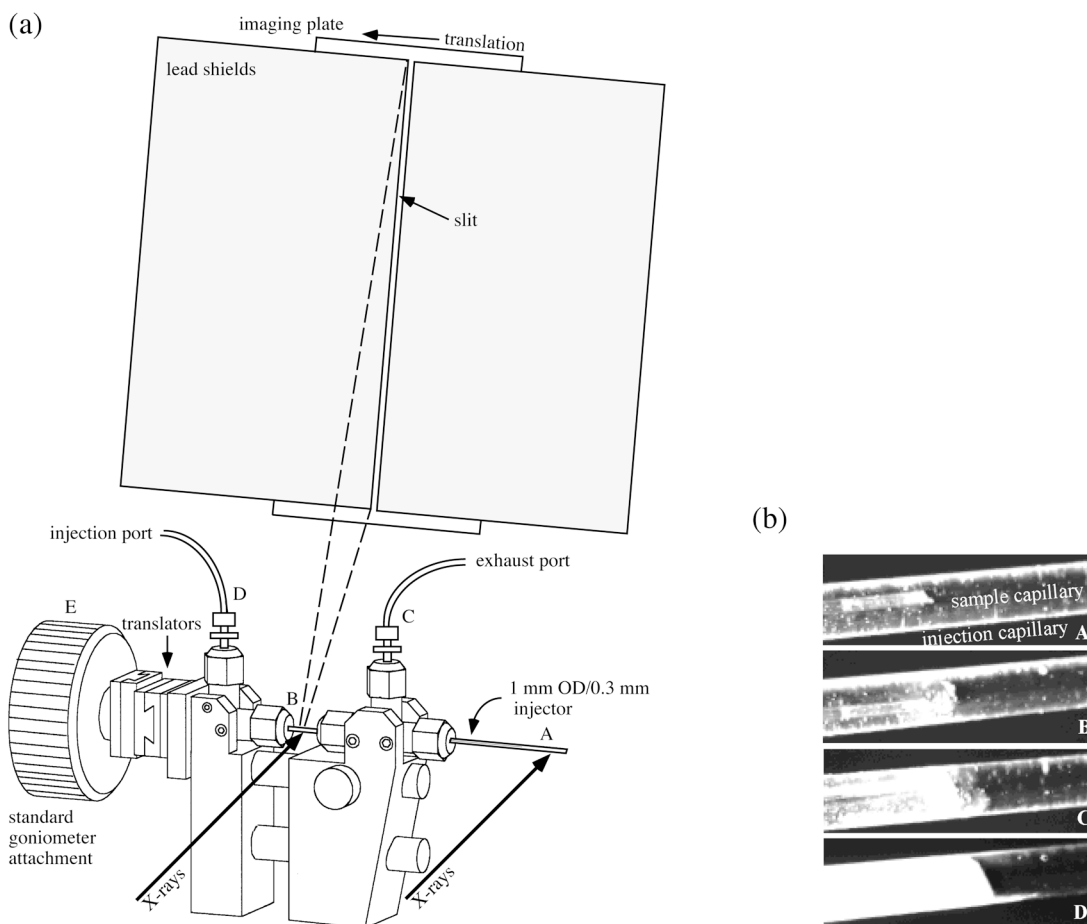 (a)
imaging plate
translation
lead shields
slit
injection port
exhaust port
D
C
E
translators
B
1 mm OD/0.3 mm
injector
A
standard
goniometer
attachment
X-rays
X-rays
(b)
sample capillary
injection capillary
A
B
C
D